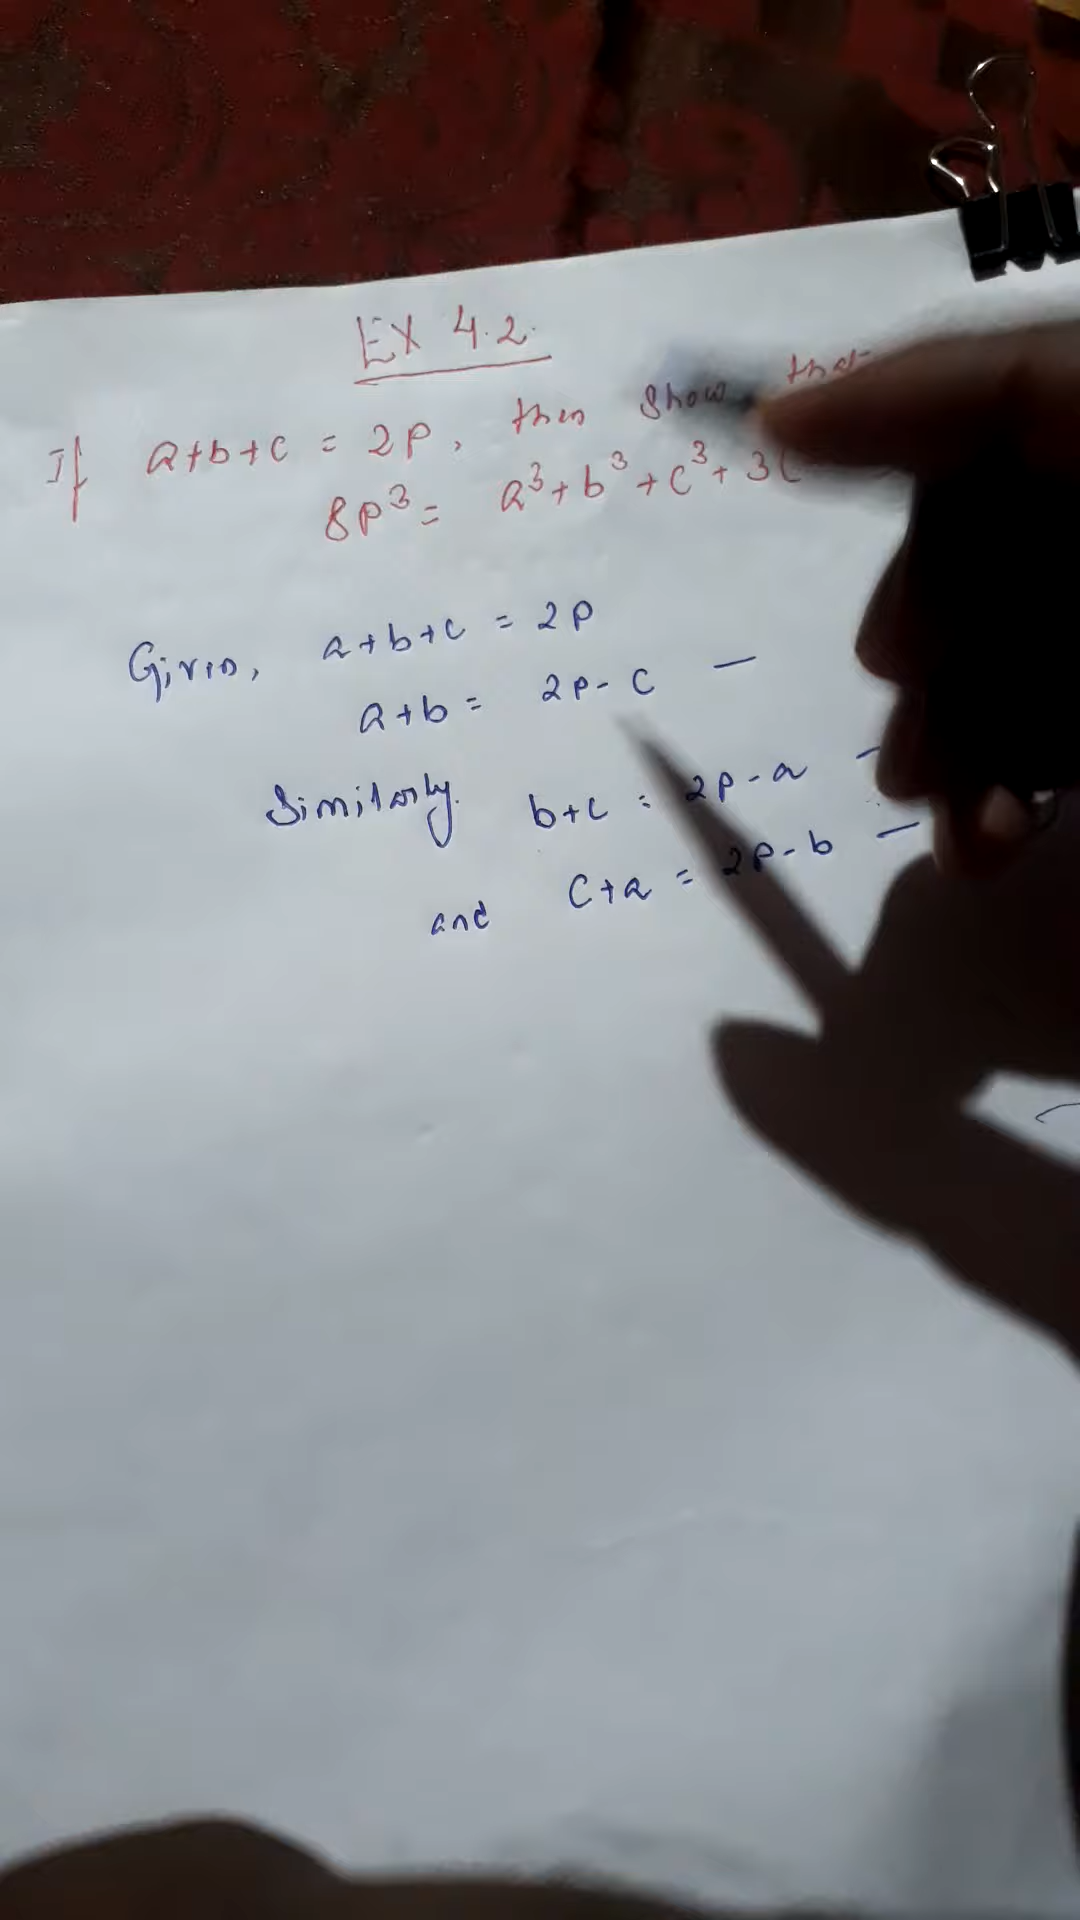 EX 4.2.
If a+b+c = 2P, then show that
8P³ = a³+b³+c³+3(
Given, a+b+c = 2P
a+b = 2P-c —
Similarly b+c = 2P-a —
and c+a = 2P-b —